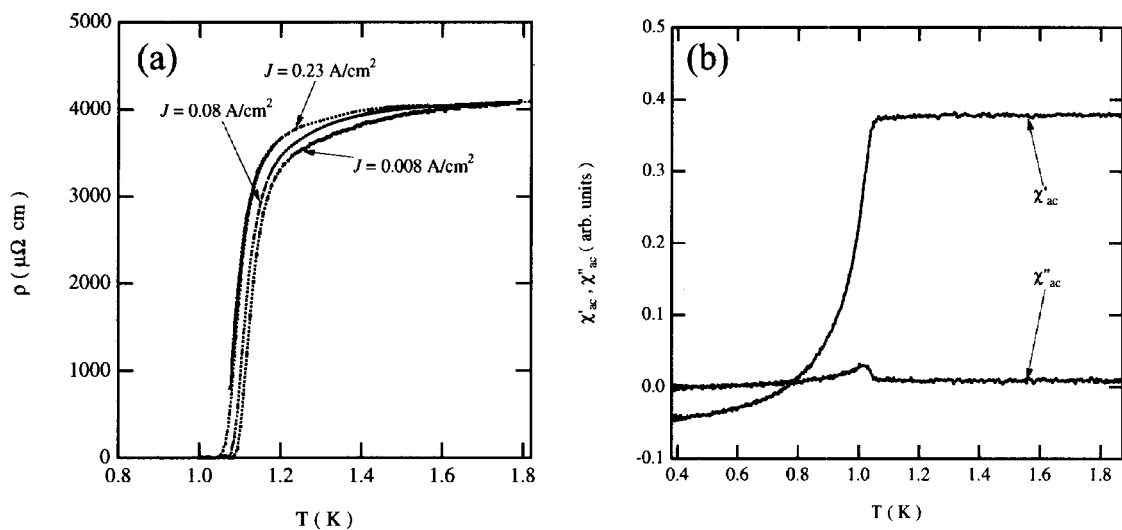 (a)
5000
4000
3000
2000
1000
0
ρ ( μΩ cm )
J = 0.23 A/cm²
J = 0.08 A/cm²
J = 0.008 A/cm²
0.8 1.0 1.2 1.4 1.6 1.8
T ( K )
(b)
0.5
0.4
0.3
0.2
0.1
0.0
-0.1
χ'ac , χ"ac ( arb. units )
χ'ac
χ"ac
0.4 0.6 0.8 1.0 1.2 1.4 1.6 1.8
T ( K )